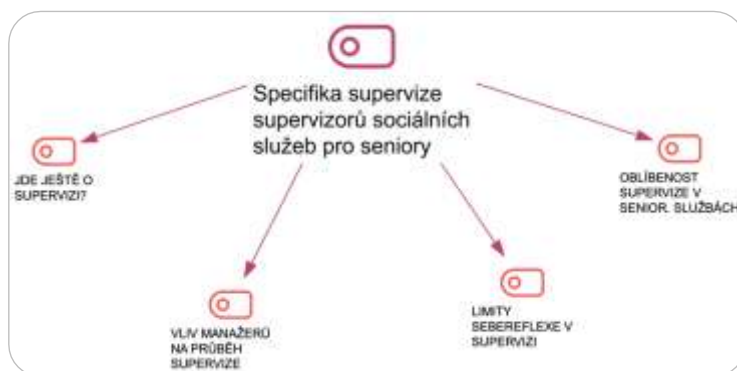 Specifika supervize
supervizorů sociálních
služeb pro seniory
JDE JEŠTĚ O
SUPERVIZI?
OBLÍBENOST
SUPERVIZE V
SENIOR. SLUŽBÁCH
VLIV MANAŽERŮ
NA PRŮBĚH
SUPERVIZE
LIMITY
SEBEREFLEXE V
SUPERVIZI